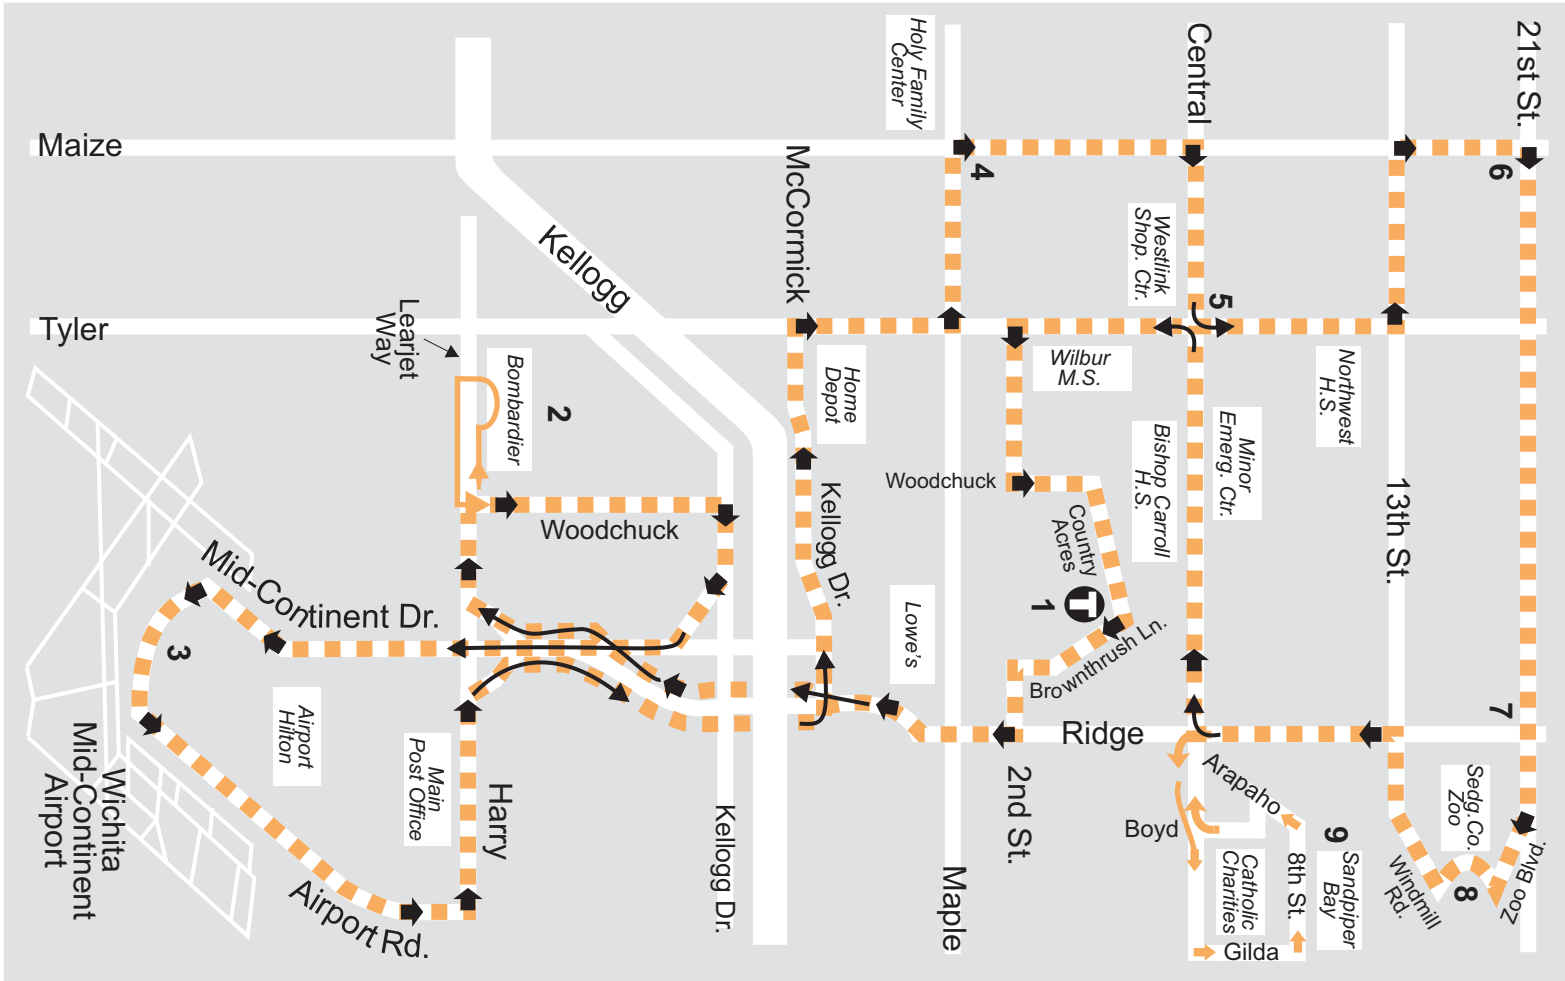 Holy Family
Center
Central
21st St.
Maize
McCormick
4
6
Kellogg
Westlink
Shop. Ctr.
5
Tyler
Learjet
Way
Bombardier
2
Home
Depot
Wilbur
M.S.
Northwest
H.S.
Minor
Emerg. Ctr.
Bishop Carroll
H.S.
Woodchuck
Woodchuck
Kellogg Dr.
Country
Acres
13th St.
Mid-Continent Dr.
1
T
Brownthrush Ln.
Lowe's
3
Airport
Hilton
Main
Post Office
Ridge
7
Wichita
Mid-Continent
Airport
Harry
Kellogg Dr.
2nd St.
Arapaho
Boyd
9
Sedg.Co.
Zoo
Maple
Catholic
Charities
8th St.
Sandpiper
Bay
Windmill
Rd.
8
Zoo Blvd.
Airport Rd.
Gilda